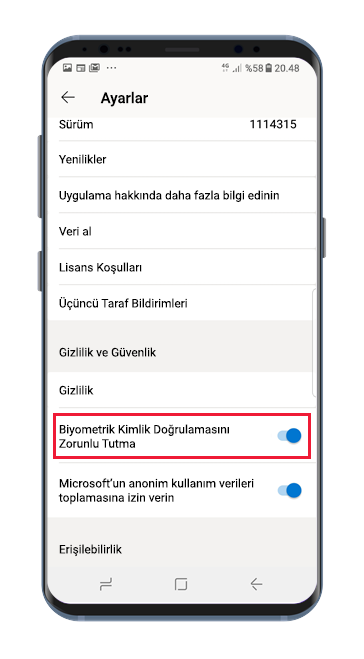 4G %58 20.48
Ayarlar
Sürüm 1114315
Yenilikler
Uygulama hakkında daha fazla bilgi edinin
Veri al
Lisans Koşulları
Üçüncü Taraf Bildirimleri
Gizlilik ve Güvenlik
Gizlilik
Biyometrik Kimlik Doğrulamasını
Zorunlu Tutma
Microsoft'un anonim kullanım verileri
toplamasına izin verin
Erişilebilirlik